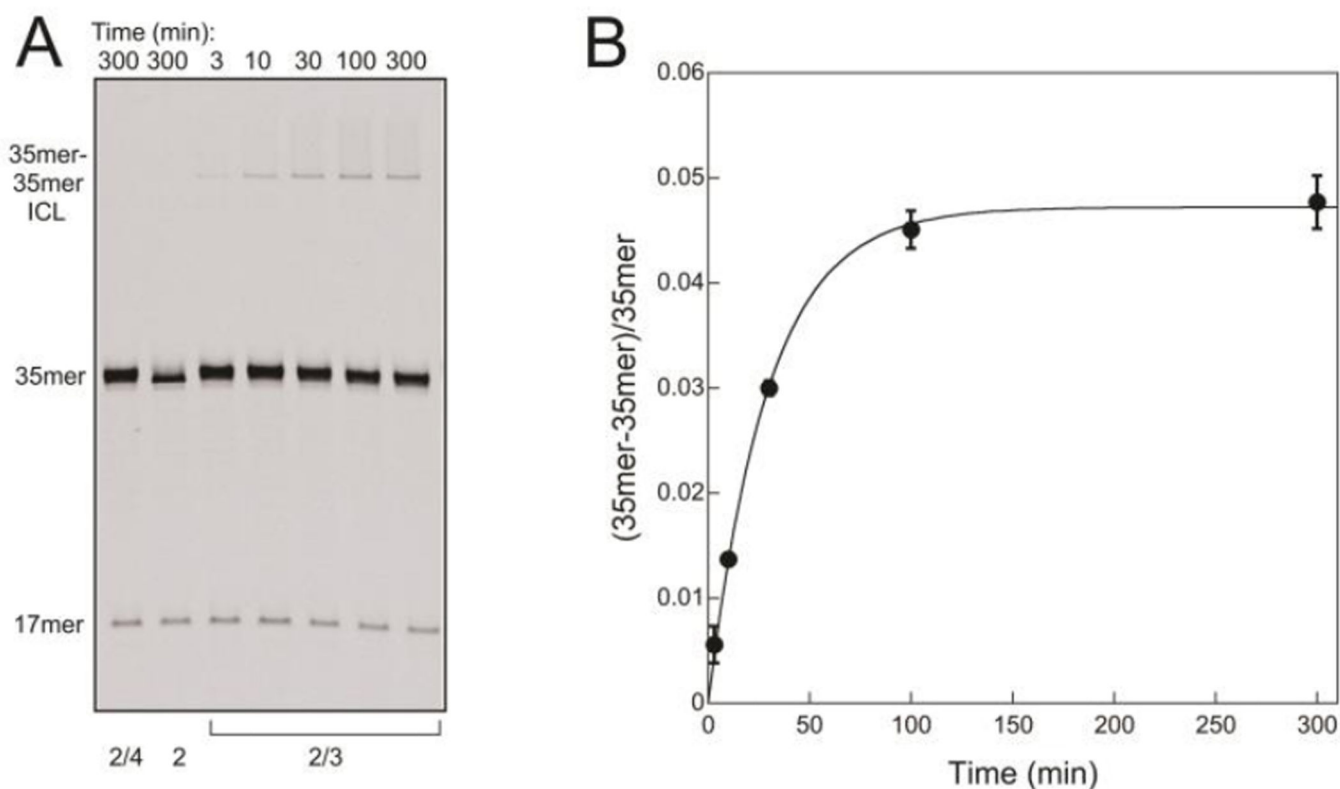 A
Time (min):
300 300 3 10 30 100 300
35mer-
35mer
ICL
35mer
17mer
2/4 2 2/3
B
0.06
0.05
0.04
0.03
0.02
0.01
0
(35mer-35mer)/35mer
0 50 100 150 200 250 300
Time (min)